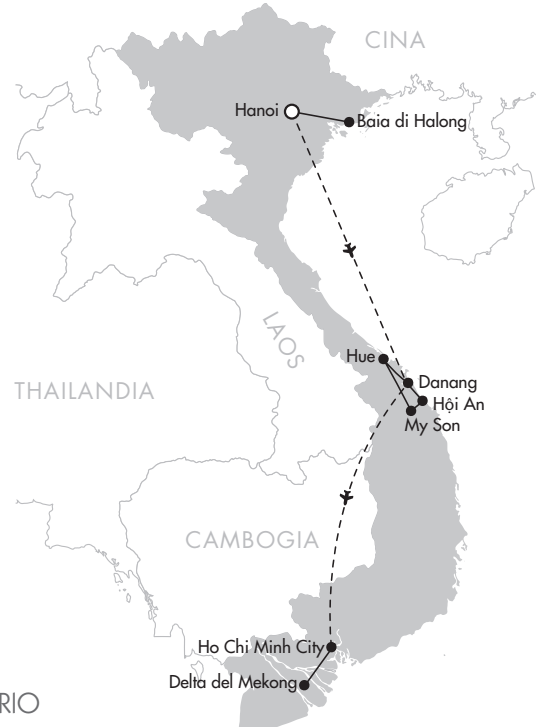 CINA
Hanoi
Baia di Halong
LAOS
Hue
THAILANDIA
Danang
Hội An
My Son
CAMBOGIA
Ho Chi Minh City
Delta del Mekong
RIO